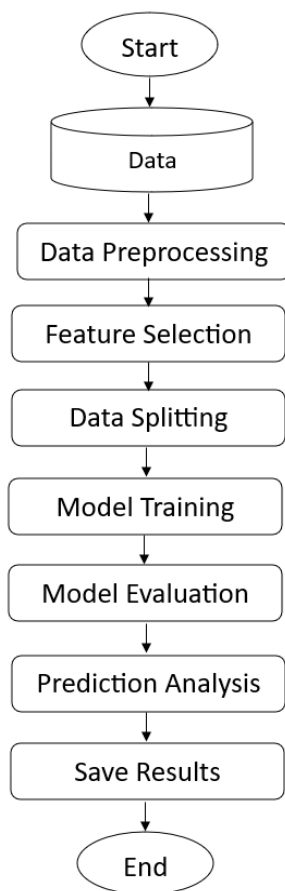 Start
Data
Data Preprocessing
Feature Selection
Data Splitting
Model Training
Model Evaluation
Prediction Analysis
Save Results
End